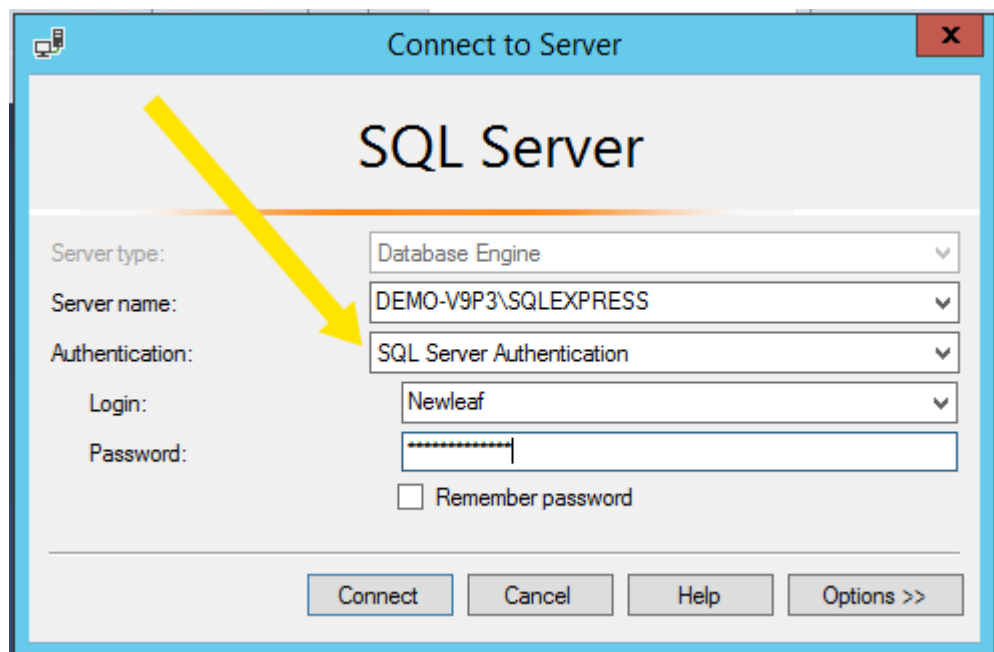 Connect to Server
x
SQL Server
Server type: Database Engine
Server name: DEMO-V9P3\SQLEXPRESS
Authentication: SQL Server Authentication
Login: Newleaf
Password: *************
Remember password
Connect Cancel Help Options >>